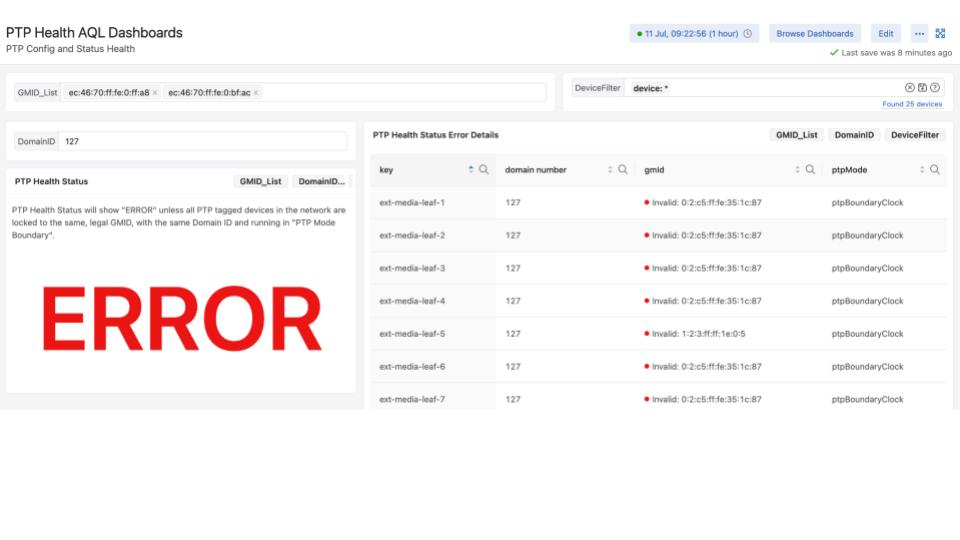 PTP Health AQL Dashboards
PTP Config and Status Health
11 Jul, 09:22:56 (1 hour)
Browse Dashboards
Edit
Last save was 8 minutes ago
GMID_List ec:46:70:ff:fe:0:ff:a8 × ec:46:70:ff:fe:0:bf:ac ×
DeviceFilter device: *
Found 25 devices
DomainID 127
PTP Health Status GMID_List DomainID...
PTP Health Status will show "ERROR" unless all PTP tagged devices in the network are
locked to the same, legal GMID, with the same Domain ID and running in "PTP Mode
Boundary".
ERROR
PTP Health Status Error Details GMID_List DomainID DeviceFilter
key domain number gmId ptpMode
ext-media-leaf-1 127 Invalid: 0:2:c5:ff:fe:35:1c:87 ptpBoundaryClock
ext-media-leaf-2 127 Invalid: 0:2:c5:ff:fe:35:1c:87 ptpBoundaryClock
ext-media-leaf-3 127 Invalid: 0:2:c5:ff:fe:35:1c:87 ptpBoundaryClock
ext-media-leaf-4 127 Invalid: 0:2:c5:ff:fe:35:1c:87 ptpBoundaryClock
ext-media-leaf-5 127 Invalid: 1:2:3:ff:ff:1e:0:5 ptpBoundaryClock
ext-media-leaf-6 127 Invalid: 0:2:c5:ff:fe:35:1c:87 ptpBoundaryClock
ext-media-leaf-7 127 Invalid: 0:2:c5:ff:fe:35:1c:87 ptpBoundaryClock